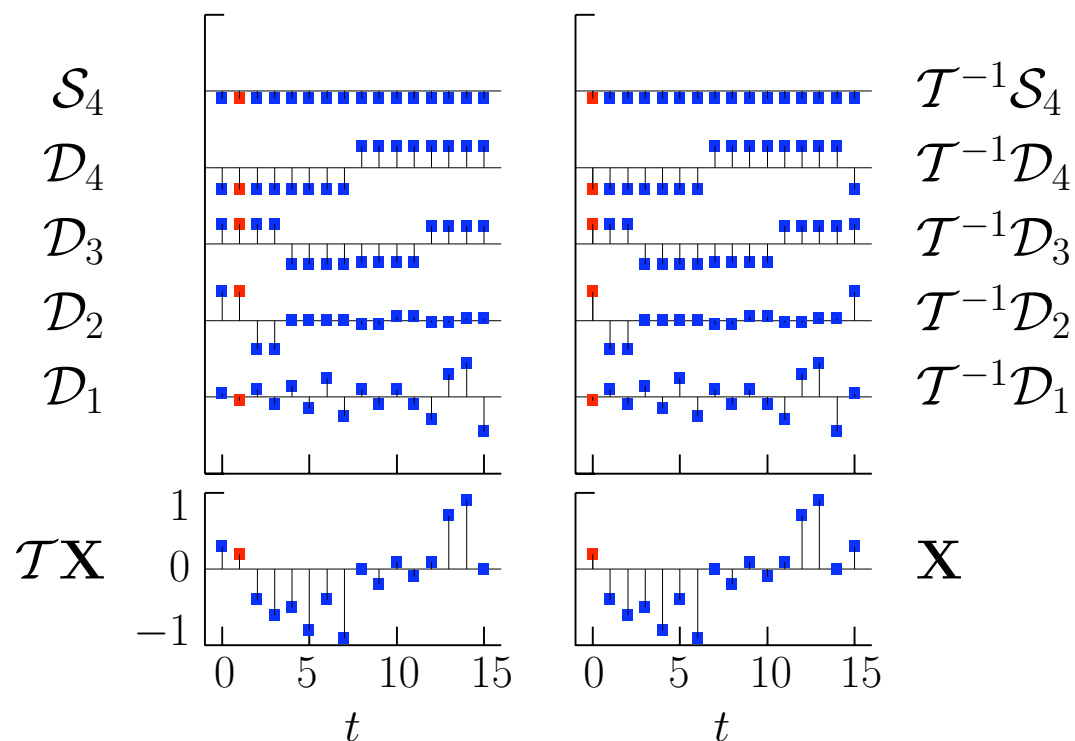 𝒮₄ 𝒯⁻¹𝒮₄
𝒟₄ 𝒯⁻¹𝒟₄
𝒟₃ 𝒯⁻¹𝒟₃
𝒟₂ 𝒯⁻¹𝒟₂
𝒟₁ 𝒯⁻¹𝒟₁
1
𝒯𝐗 0 𝐗
−1
0 5 10 15 0 5 10 15
t t